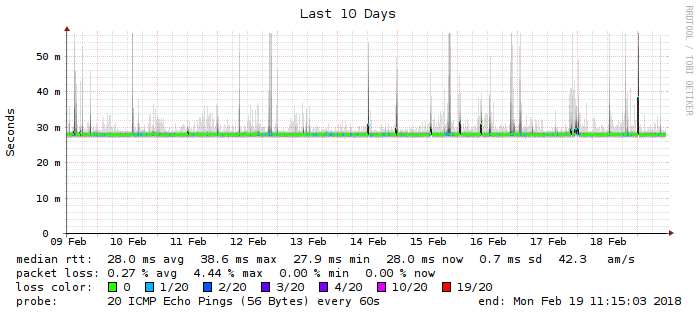 Last 10 Days
RRDTOOL / TOBI OETIKER
Seconds
50 m
40 m
30 m
20 m
10 m
0
09 Feb 10 Feb 11 Feb 12 Feb 13 Feb 14 Feb 15 Feb 16 Feb 17 Feb 18 Feb
median rtt: 28.0 ms avg 38.6 ms max 27.9 ms min 28.0 ms now 0.7 ms sd 42.3 am/s
packet loss: 0.27 % avg 4.44 % max 0.00 % min 0.00 % now
loss color: 0 1/20 2/20 3/20 4/20 10/20 19/20
probe: 20 ICMP Echo Pings (56 Bytes) every 60s end: Mon Feb 19 11:15:03 2018